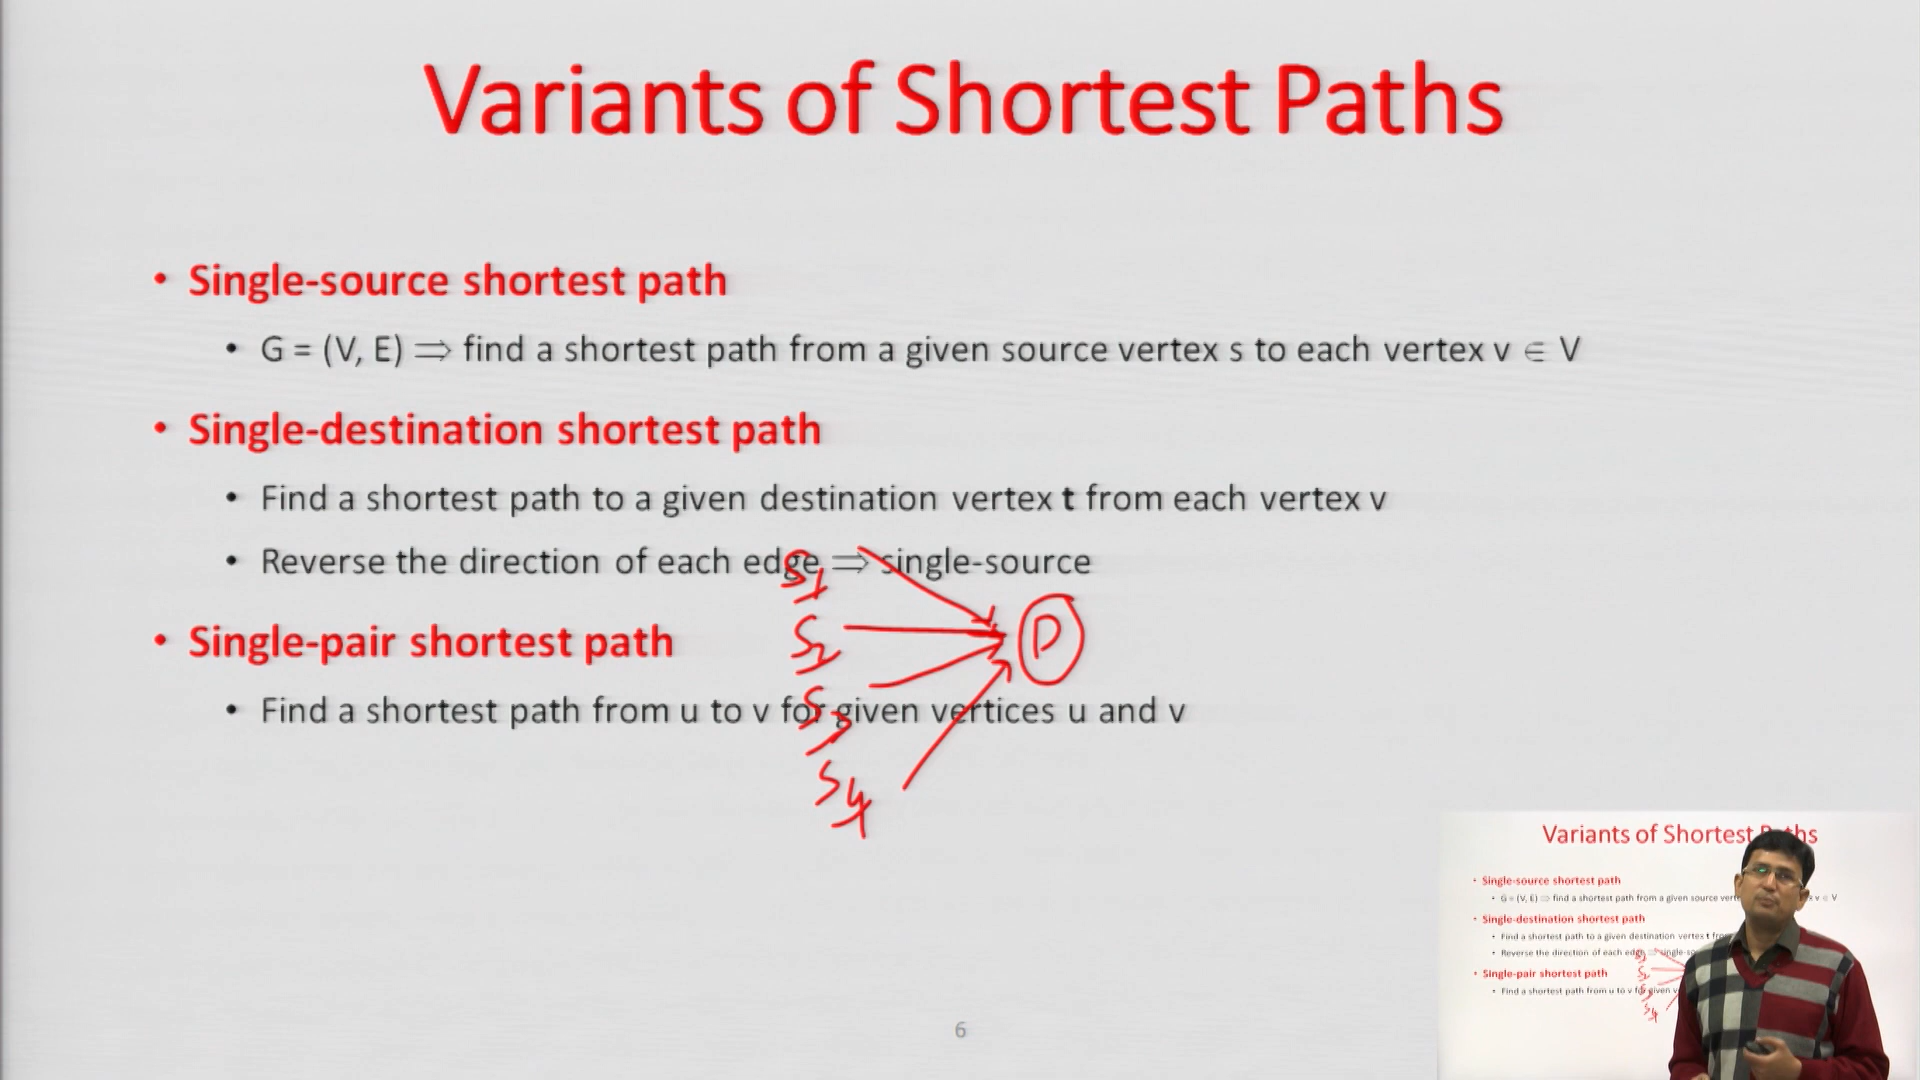 Variants of Shortest Paths
• Single-source shortest path
• G = (V, E) ⟹ find a shortest path from a given source vertex s to each vertex v ∈ V
• Single-destination shortest path
• Find a shortest path to a given destination vertex t from each vertex v
• Reverse the direction of each edge ⟹ single-source
S1
S2
D
• Single-pair shortest path
• Find a shortest path from u to v for given vertices u and v
S3
S4
6
Variants of Shortest Paths
• Single-source shortest path
• G = (V, E) ⟹ find a shortest path from a given source vert v ∈ V
• Single-destination shortest path
• Find a shortest path to a given destination vertex t fro
• Reverse the direction of each edge ⟹ single-so
S1
S2
• Single-pair shortest path
• Find a shortest path from u to v for given v
S4